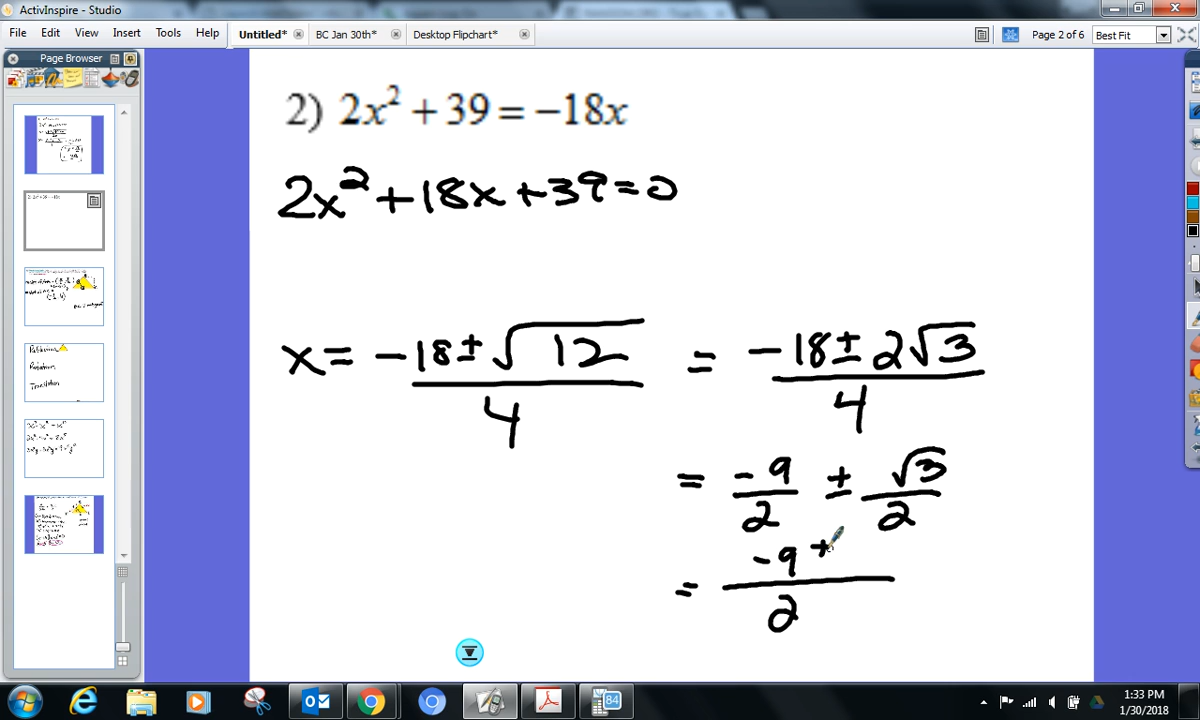 ActivInspire - Studio
File Edit View Insert Tools Help
Untitled* BC Jan 30th* Desktop Flipchart*
Page 2 of 6 Best Fit
Page Browser
2) 2x² + 39 = −18x
2x² + 18x + 39 = 0
x = −18 ± √12 / 4 = −18 ± 2√3 / 4
= −9/2 ± √3/2
= −9 + / 2
84
1:33 PM
1/30/2018